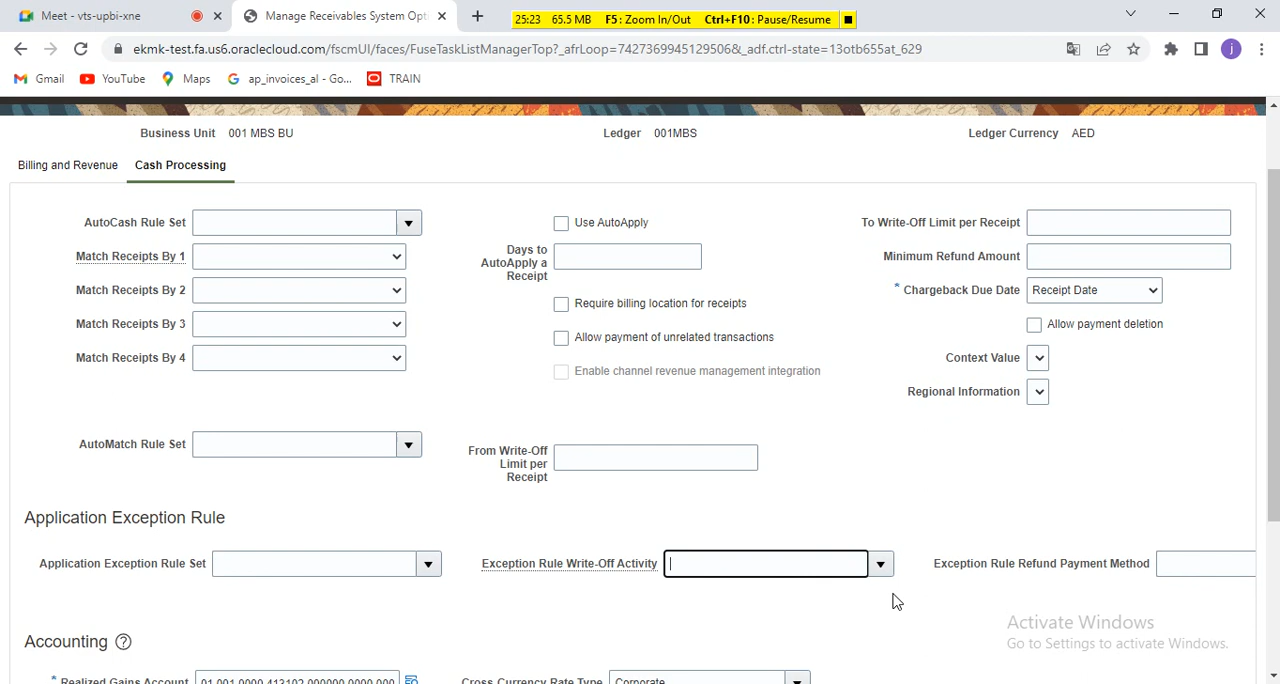 Meet - vts-upbi-xne
Manage Receivables System Opti
25:23 65.5 MB F5: Zoom In/Out Ctrl+F10: Pause/Resume
ekmk-test.fa.us6.oraclecloud.com/fscmUI/faces/FuseTaskListManagerTop?_afrLoop=7427369945129506&_adf.ctrl-state=13otb655at_629
j
Gmail YouTube Maps ap_invoices_al - Go... TRAIN
Business Unit 001 MBS BU Ledger 001MBS Ledger Currency AED
Billing and Revenue Cash Processing
AutoCash Rule Set Use AutoApply To Write-Off Limit per Receipt
Match Receipts By 1 Days to AutoApply a Receipt Minimum Refund Amount
Match Receipts By 2 * Chargeback Due Date Receipt Date
Require billing location for receipts
Match Receipts By 3 Allow payment of unrelated transactions Allow payment deletion
Match Receipts By 4 Enable channel revenue management integration Context Value
Regional Information
AutoMatch Rule Set From Write-Off Limit per Receipt
Application Exception Rule
Application Exception Rule Set Exception Rule Write-Off Activity Exception Rule Refund Payment Method
Activate Windows
Go to Settings to activate Windows.
Accounting ?
* Realized Gains Account 01.001.0000.413102.000000.0000.000 Cross Currency Rate Type Corporate